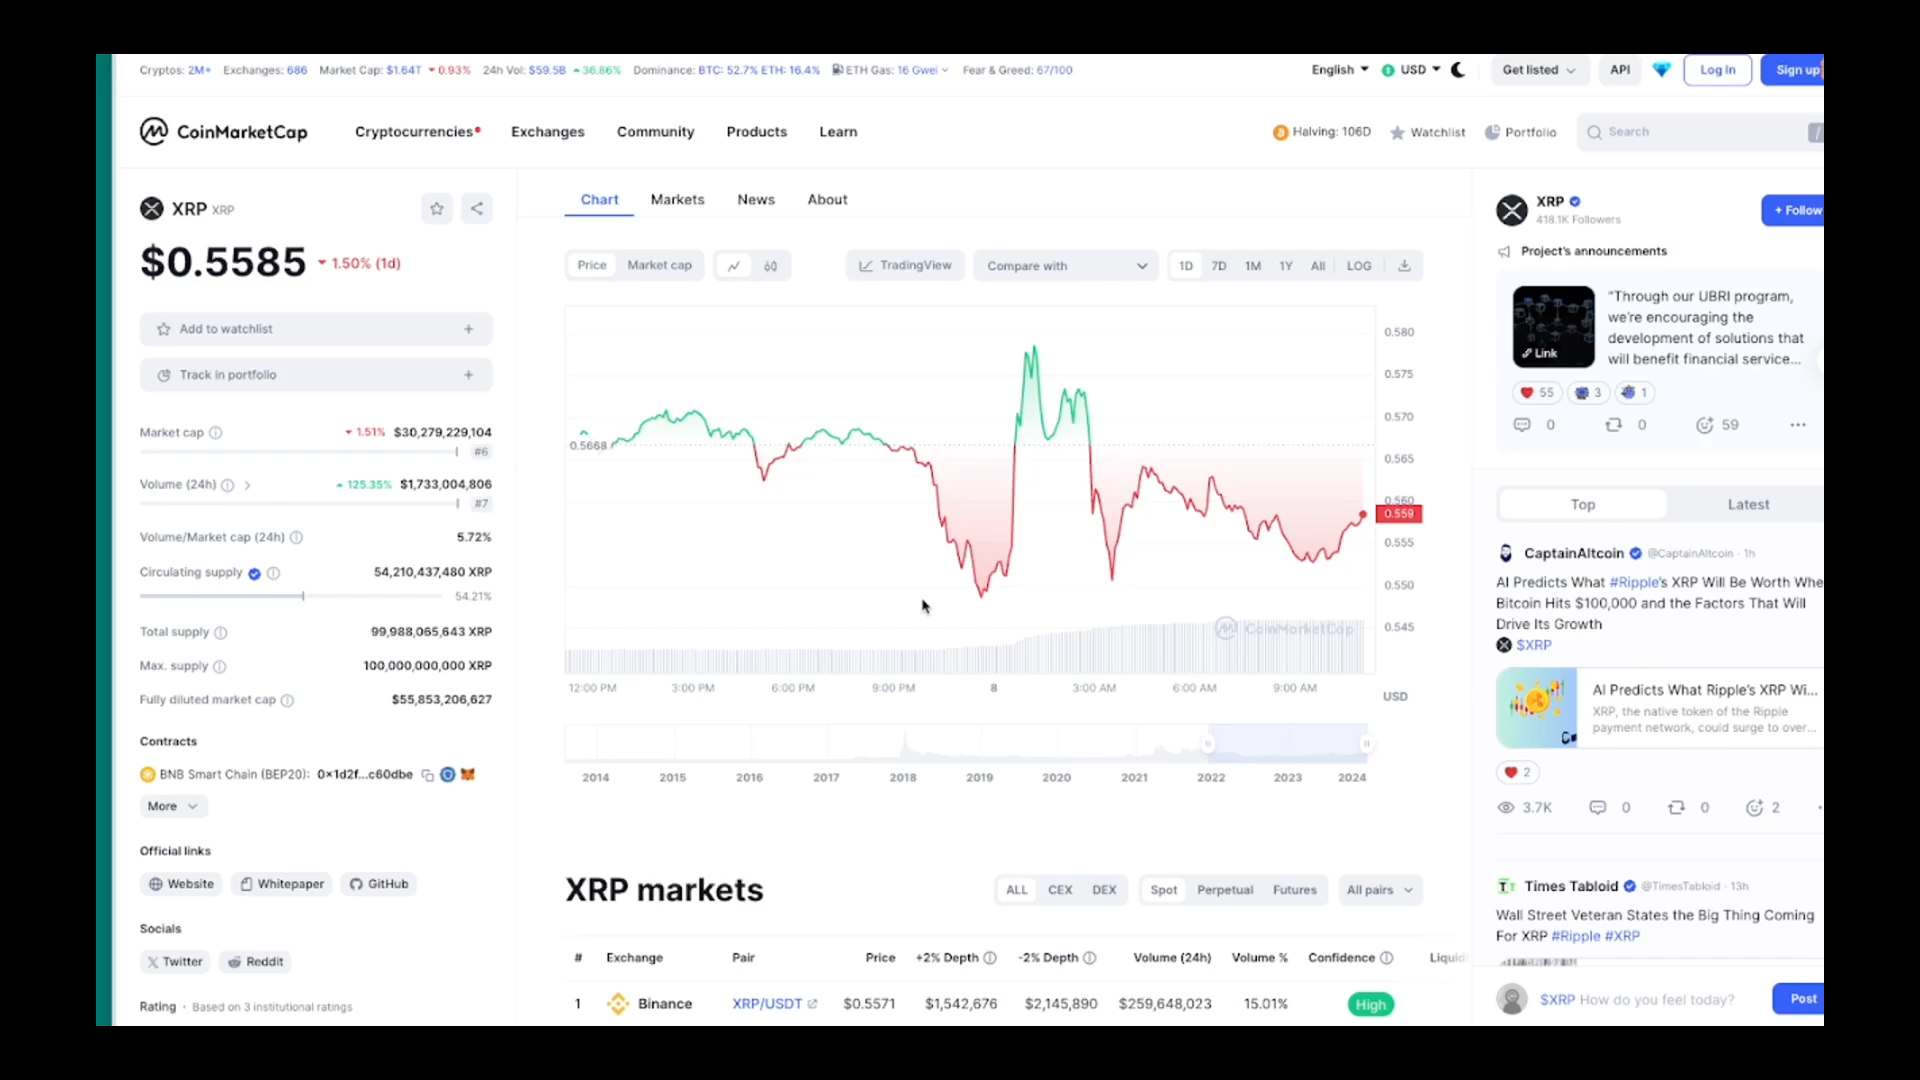 Cryptos: 2M+ Exchanges: 686 Market Cap: $1.64T 0.93% 24h Vol: $59.5B 36.86% Dominance: BTC: 52.7% ETH: 16.4% ETH Gas: 16 Gwei Fear & Greed: 67/100
English USD Get listed API Log In Sign up
CoinMarketCap Cryptocurrencies Exchanges Community Products Learn
Halving: 106D Watchlist Portfolio Search /
XRP XRP
$0.5585 1.50% (1d)
Add to watchlist +
Track in portfolio +
Market cap 1.51% $30,279,229,104
#6
Volume (24h) 125.35% $1,733,004,806
#7
Volume/Market cap (24h) 5.72%
Circulating supply 54,210,437,480 XRP
54.21%
Total supply 99,988,065,643 XRP
Max. supply 100,000,000,000 XRP
Fully diluted market cap $55,853,206,627
Contracts
BNB Smart Chain (BEP20): 0x1d2f...c60dbe
More
Official links
Website Whitepaper GitHub
Socials
Twitter Reddit
Rating · Based on 3 institutional ratings
Chart Markets News About
Price Market cap TradingView Compare with 1D 7D 1M 1Y All LOG
0.580
0.575
0.570
0.5668
0.565
0.560
0.559
0.555
0.550
0.545
CoinMarketCap
12:00 PM 3:00 PM 6:00 PM 9:00 PM 8 3:00 AM 6:00 AM 9:00 AM USD
2014 2015 2016 2017 2018 2019 2020 2021 2022 2023 2024
XRP markets ALL CEX DEX Spot Perpetual Futures All pairs
# Exchange Pair Price +2% Depth -2% Depth Volume (24h) Volume % Confidence Liquid
1 Binance XRP/USDT $0.5571 $1,542,676 $2,145,890 $259,648,023 15.01% High
XRP
418.1K Followers
+ Follow
Project's announcements
"Through our UBRI program,
we're encouraging the
development of solutions that
will benefit financial service...
Link
55 3 1
0 0 59
Top Latest
CaptainAltcoin @CaptainAltcoin · 1h
AI Predicts What #Ripple's XRP Will Be Worth Whe
Bitcoin Hits $100,000 and the Factors That Will
Drive Its Growth
$XRP
AI Predicts What Ripple's XRP Wi...
XRP, the native token of the Ripple
payment network, could surge to over...
2
3.7K 0 0 2
Times Tabloid @TimesTabloid · 13h
Wall Street Veteran States the Big Thing Coming
For XRP #Ripple #XRP
$XRP How do you feel today? Post